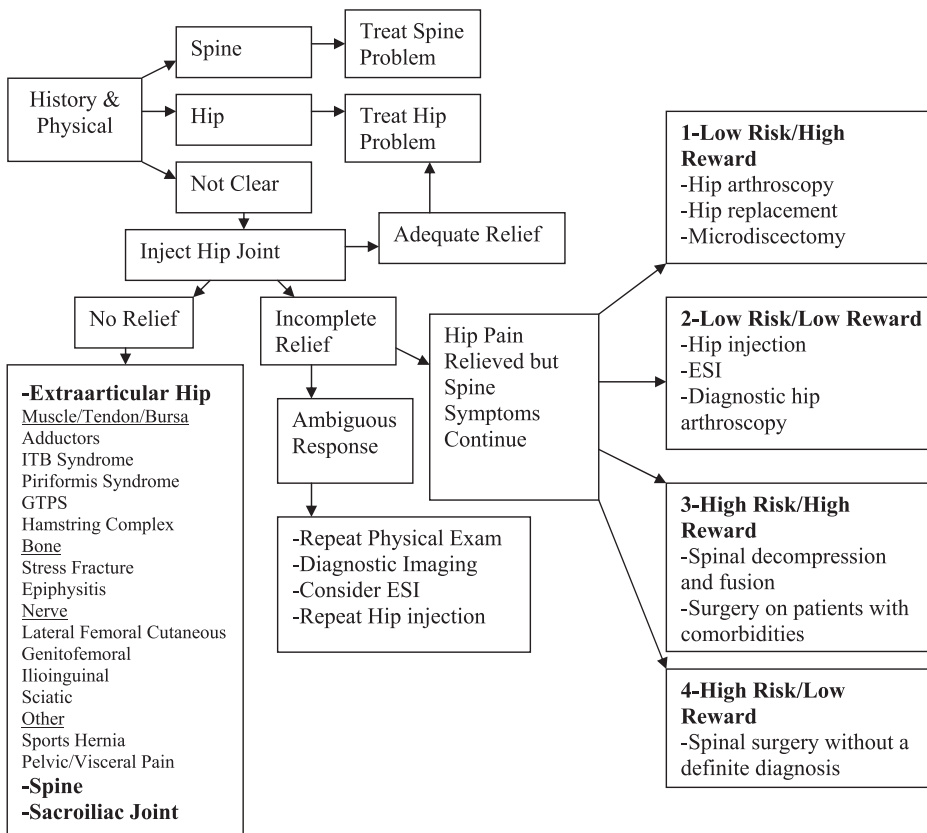 History &
Physical
Spine
Treat Spine
Problem
Hip
Treat Hip
Problem
Not Clear
Inject Hip Joint
Adequate Relief
No Relief
Incomplete
Relief
-Extraarticular Hip
Muscle/Tendon/Bursa
Adductors
ITB Syndrome
Piriformis Syndrome
GTPS
Hamstring Complex
Bone
Stress Fracture
Epiphysitis
Nerve
Lateral Femoral Cutaneous
Genitofemoral
Ilioinguinal
Sciatic
Other
Sports Hernia
Pelvic/Visceral Pain
-Spine
-Sacroiliac Joint
Ambiguous
Response
-Repeat Physical Exam
-Diagnostic Imaging
-Consider ESI
-Repeat Hip injection
Hip Pain
Relieved but
Spine
Symptoms
Continue
1-Low Risk/High
Reward
-Hip arthroscopy
-Hip replacement
-Microdiscectomy
2-Low Risk/Low Reward
-Hip injection
-ESI
-Diagnostic hip
arthroscopy
3-High Risk/High
Reward
-Spinal decompression
and fusion
-Surgery on patients with
comorbidities
4-High Risk/Low
Reward
-Spinal surgery without a
definite diagnosis